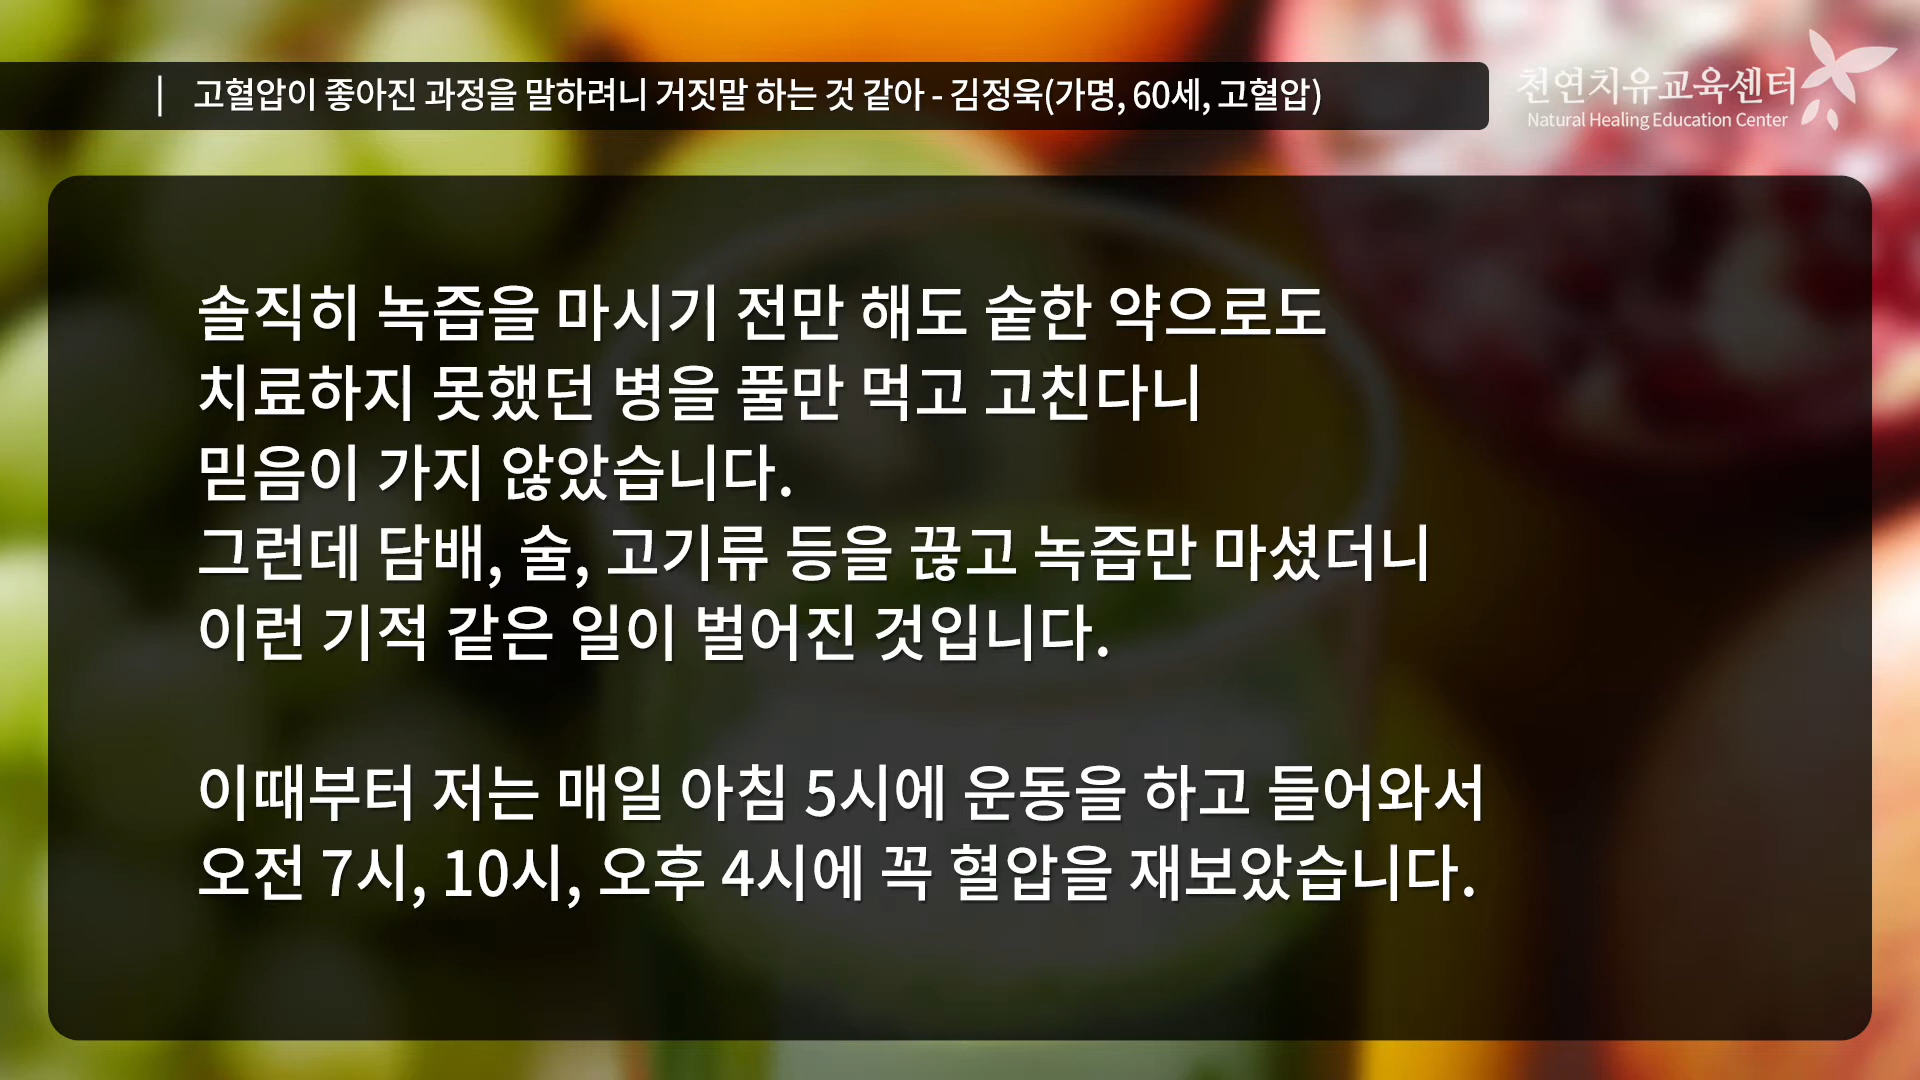 고혈압이 좋아진 과정을 말하려니 거짓말 하는 것 같아 - 김정욱(가명, 60세, 고혈압)
천연치유교육센터
Natural Healing Education Center
솔직히 녹즙을 마시기 전만 해도 숱한 약으로도
치료하지 못했던 병을 풀만 먹고 고친다니
믿음이 가지 않았습니다.
그런데 담배, 술, 고기류 등을 끊고 녹즙만 마셨더니
이런 기적 같은 일이 벌어진 것입니다.
이때부터 저는 매일 아침 5시에 운동을 하고 들어와서
오전 7시, 10시, 오후 4시에 꼭 혈압을 재보았습니다.